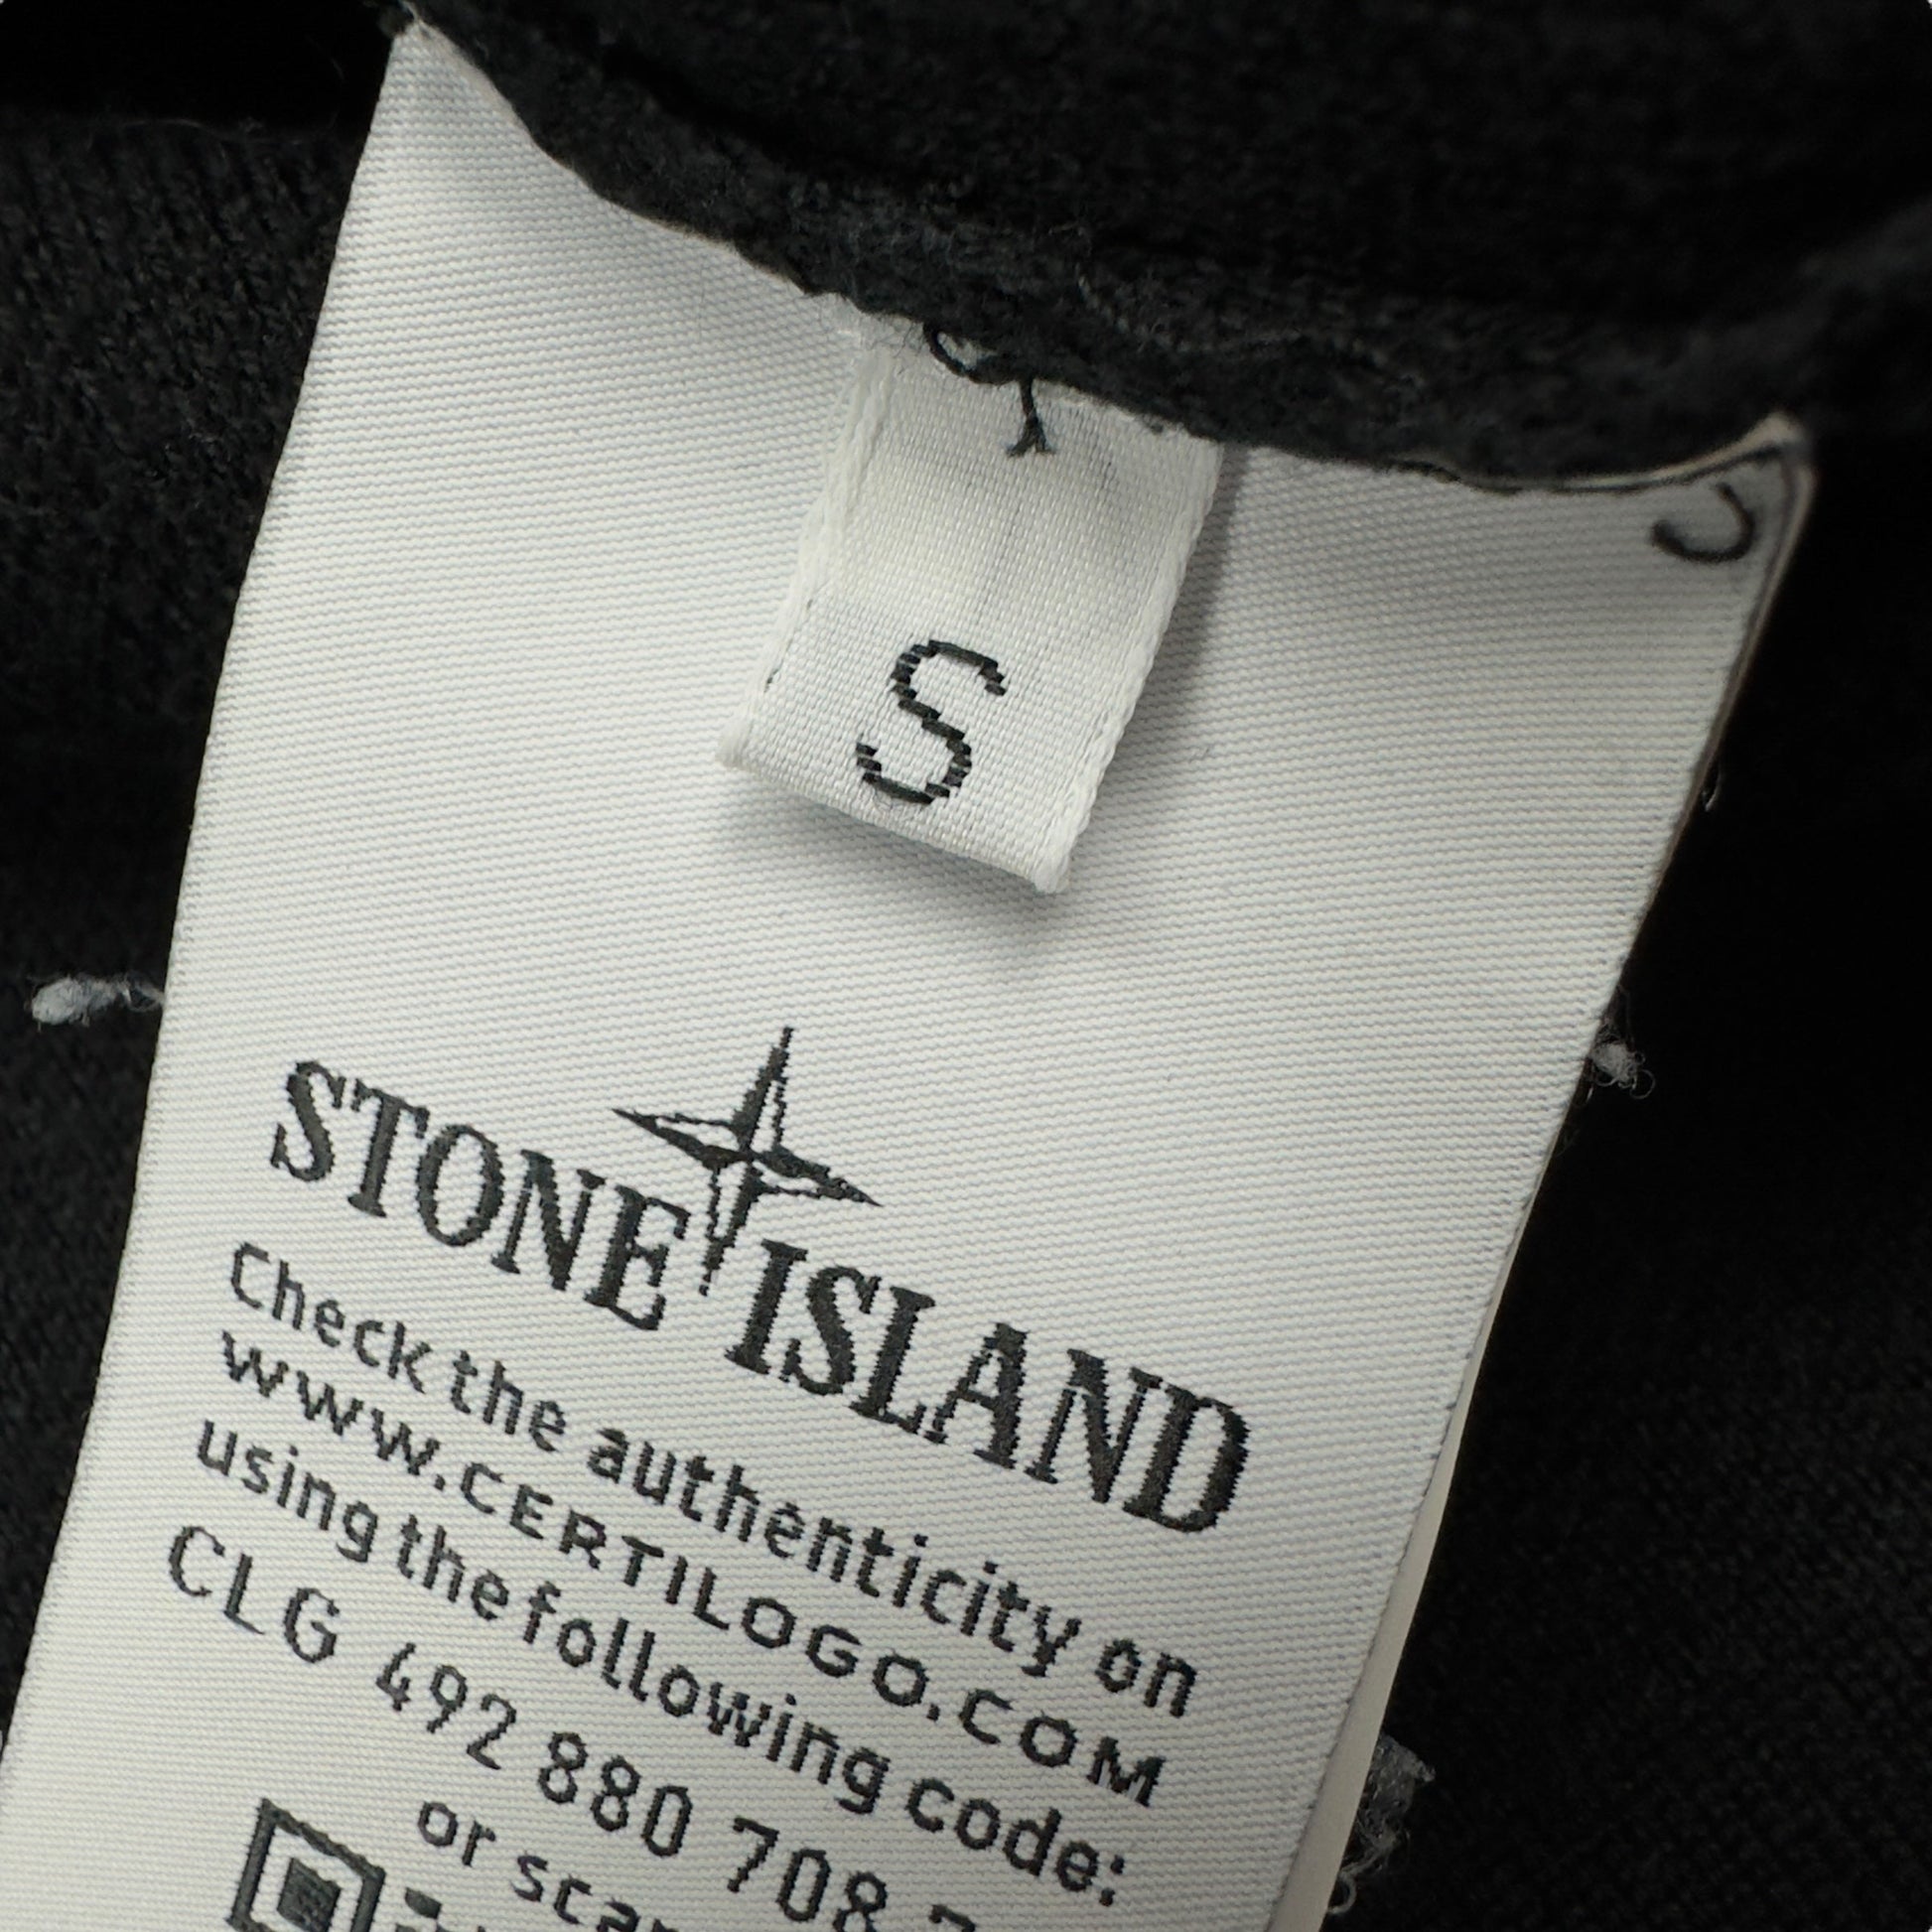 S
STONE ISLAND
Check the authenticity on
WWW.CERTILOGO.COM
using the following code:
CLG 492 880 708
or